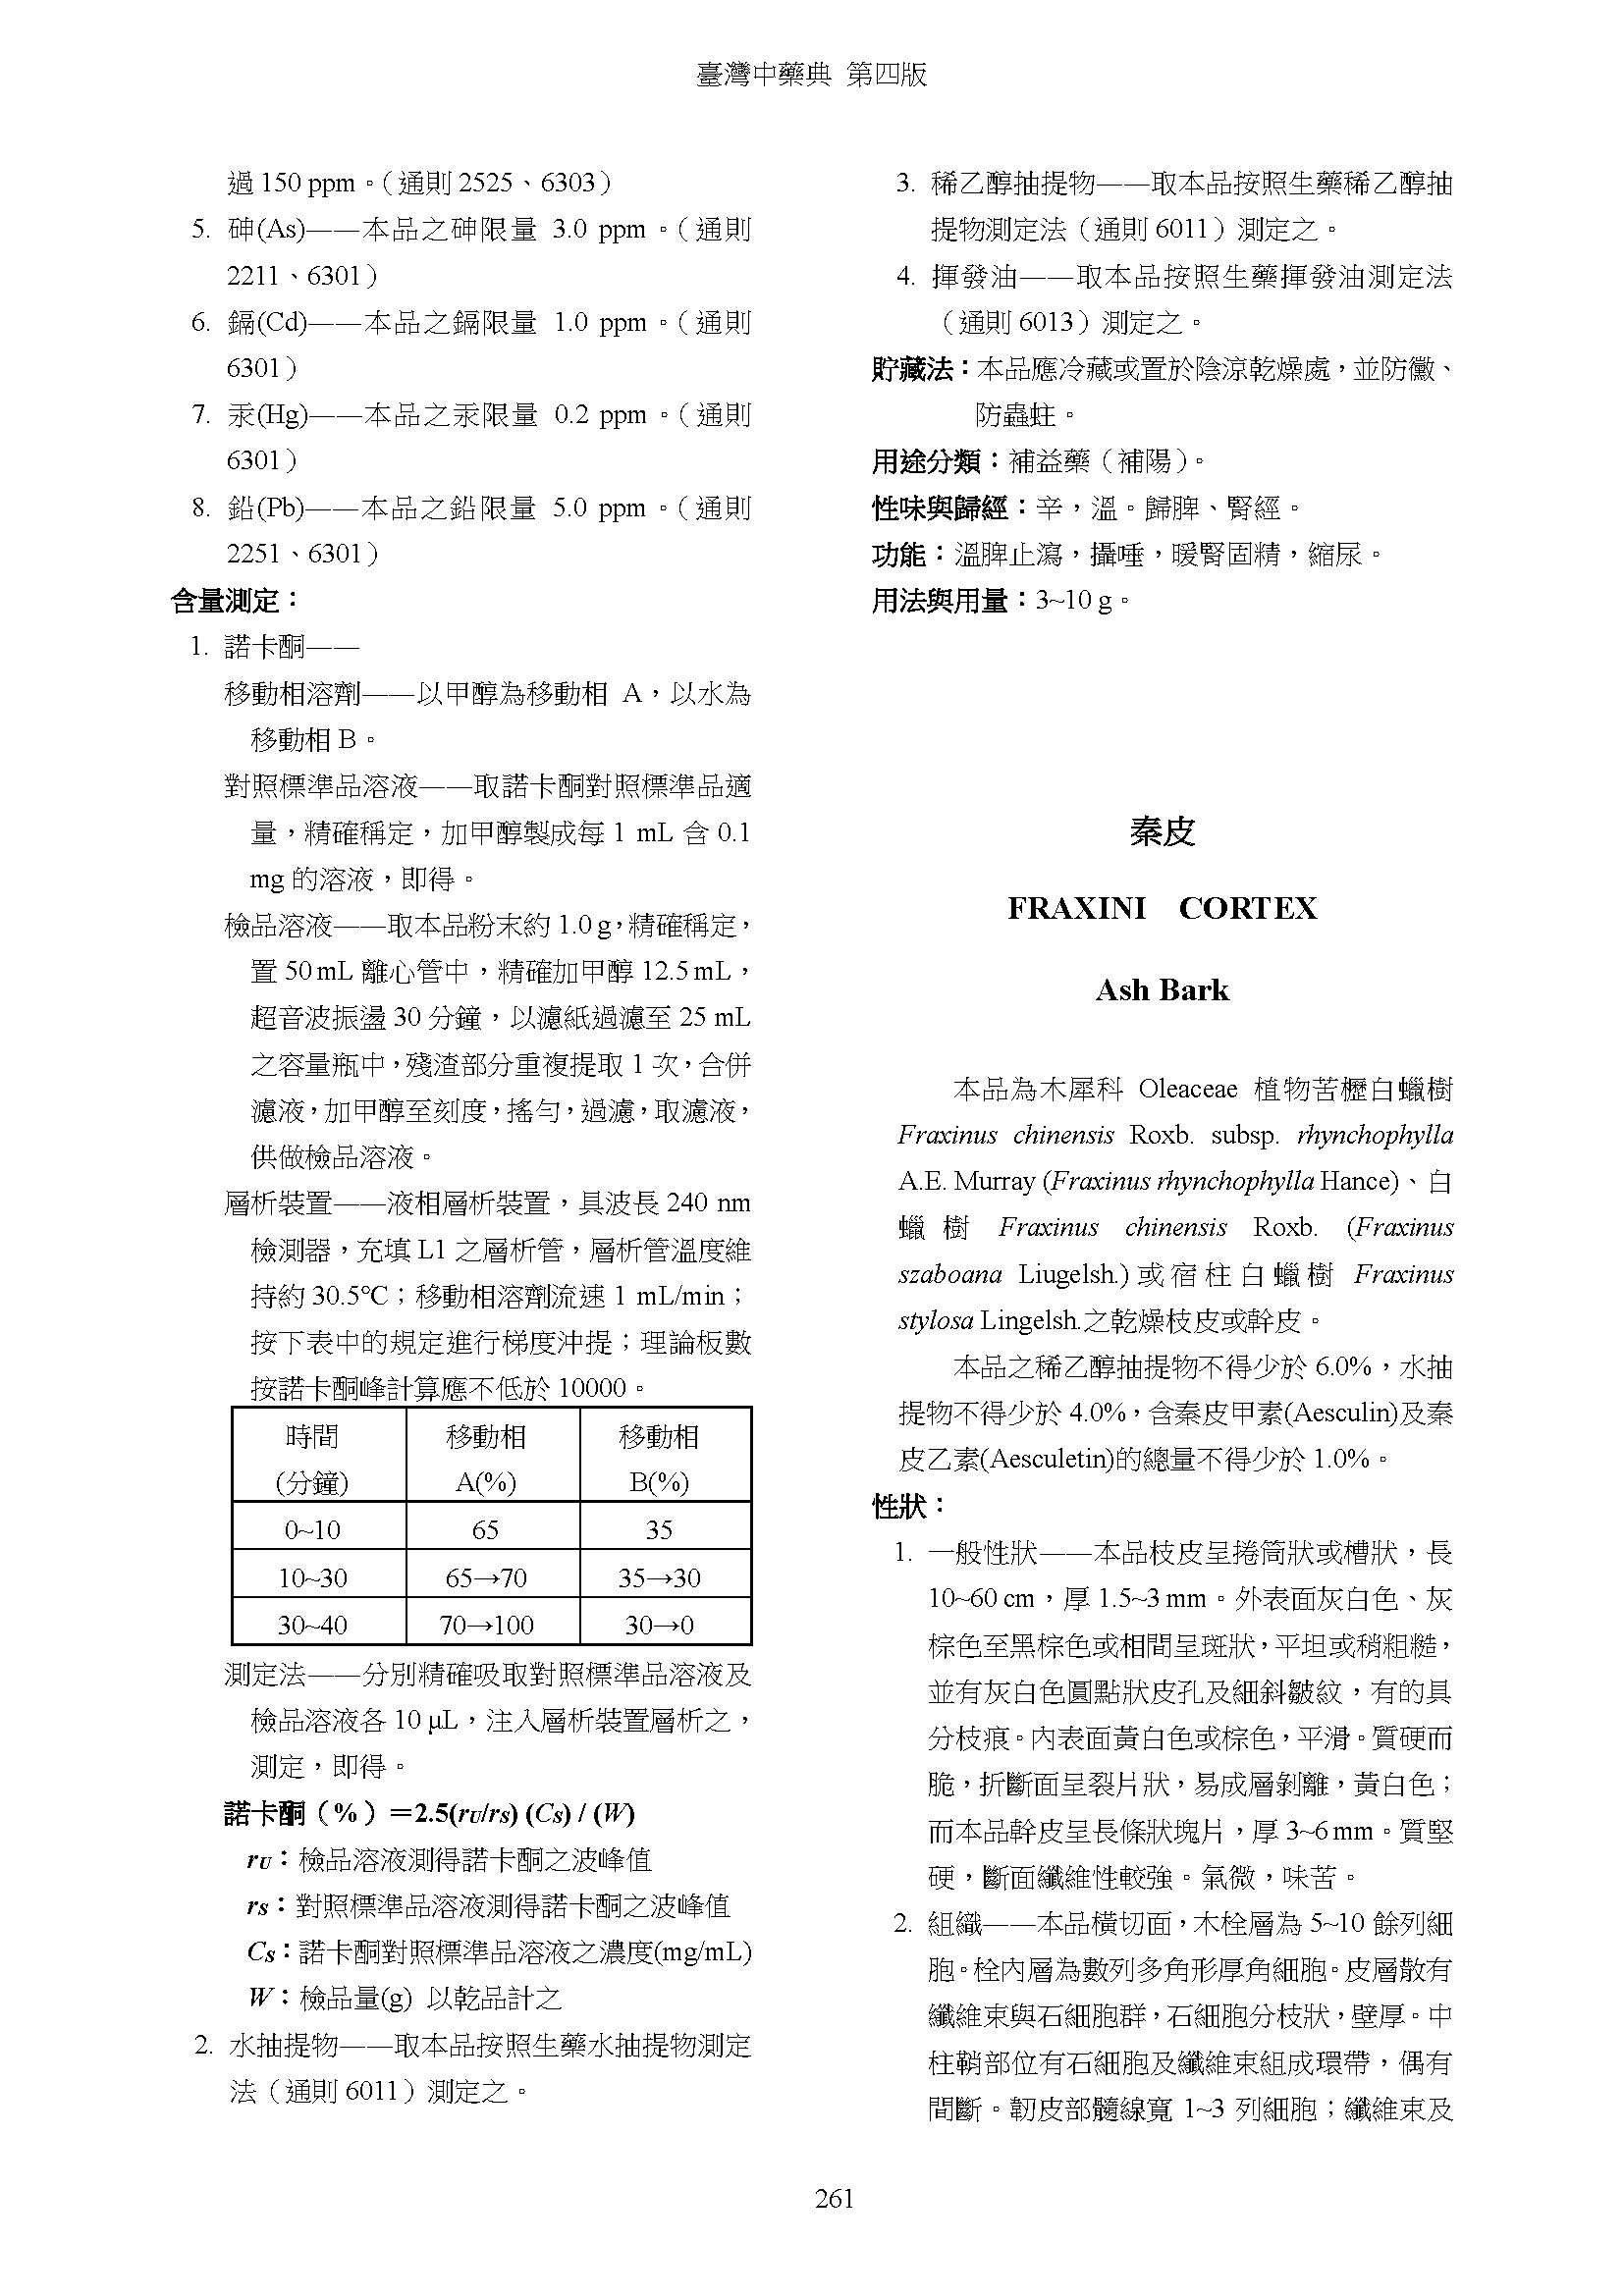 臺灣中藥典 第四版
過 150 ppm。（通則 2525、6303）
5. 砷(As)——本品之砷限量 3.0 ppm。（通則
2211、6301）
6. 鎘(Cd)——本品之鎘限量 1.0 ppm。（通則
6301）
7. 汞(Hg)——本品之汞限量 0.2 ppm。（通則
6301）
8. 鉛(Pb)——本品之鉛限量 5.0 ppm。（通則
2251、6301）
含量測定：
1. 諾卡酮——
移動相溶劑——以甲醇為移動相 A，以水為
移動相 B。
對照標準品溶液——取諾卡酮對照標準品適
量，精確稱定，加甲醇製成每 1 mL 含 0.1
mg 的溶液，即得。
檢品溶液——取本品粉末約 1.0 g，精確稱定，
置 50 mL 離心管中，精確加甲醇 12.5 mL，
超音波振盪 30 分鐘，以濾紙過濾至 25 mL
之容量瓶中，殘渣部分重複提取 1 次，合併
濾液，加甲醇至刻度，搖勻，過濾，取濾液，
供做檢品溶液。
層析裝置——液相層析裝置，具波長 240 nm
檢測器，充填 L1 之層析管，層析管溫度維
持約 30.5℃；移動相溶劑流速 1 mL/min；
按下表中的規定進行梯度沖提；理論板數
按諾卡酮峰計算應不低於 10000。
時間 移動相 移動相
(分鐘) A(%) B(%)
0~10 65 35
10~30 65→70 35→30
30~40 70→100 30→0
測定法——分別精確吸取對照標準品溶液及
檢品溶液各 10 μL，注入層析裝置層析之，
測定，即得。
諾卡酮（%）＝2.5(rU/rS) (CS) / (W)
rU：檢品溶液測得諾卡酮之波峰值
rS：對照標準品溶液測得諾卡酮之波峰值
CS：諾卡酮對照標準品溶液之濃度(mg/mL)
W：檢品量(g) 以乾品計之
2. 水抽提物——取本品按照生藥水抽提物測定
法（通則 6011）測定之。
3. 稀乙醇抽提物——取本品按照生藥稀乙醇抽
提物測定法（通則 6011）測定之。
4. 揮發油——取本品按照生藥揮發油測定法
（通則 6013）測定之。
貯藏法：本品應冷藏或置於陰涼乾燥處，並防黴、
防蟲蛀。
用途分類：補益藥（補陽）。
性味與歸經：辛，溫。歸脾、腎經。
功能：溫脾止瀉，攝唾，暖腎固精，縮尿。
用法與用量：3~10 g。
秦皮
FRAXINI CORTEX
Ash Bark
本品為木犀科 Oleaceae 植物苦櫪白蠟樹
Fraxinus chinensis Roxb. subsp. rhynchophylla
A.E. Murray (Fraxinus rhynchophylla Hance)、白
蠟樹 Fraxinus chinensis Roxb. (Fraxinus
szaboana Liugelsh.)或宿柱白蠟樹 Fraxinus
stylosa Lingelsh.之乾燥枝皮或幹皮。
本品之稀乙醇抽提物不得少於 6.0%，水抽
提物不得少於 4.0%，含秦皮甲素(Aesculin)及秦
皮乙素(Aesculetin)的總量不得少於 1.0%。
性狀：
1. 一般性狀——本品枝皮呈捲筒狀或槽狀，長
10~60 cm，厚 1.5~3 mm。外表面灰白色、灰
棕色至黑棕色或相間呈斑狀，平坦或稍粗糙，
並有灰白色圓點狀皮孔及細斜皺紋，有的具
分枝痕。內表面黃白色或棕色，平滑。質硬而
脆，折斷面呈裂片狀，易成層剝離，黃白色；
而本品幹皮呈長條狀塊片，厚 3~6 mm。質堅
硬，斷面纖維性較強。氣微，味苦。
2. 組織——本品橫切面，木栓層為 5~10 餘列細
胞。栓內層為數列多角形厚角細胞。皮層散有
纖維束與石細胞群，石細胞分枝狀，壁厚。中
柱鞘部位有石細胞及纖維束組成環帶，偶有
間斷。韌皮部髓線寬 1~3 列細胞；纖維束及
261